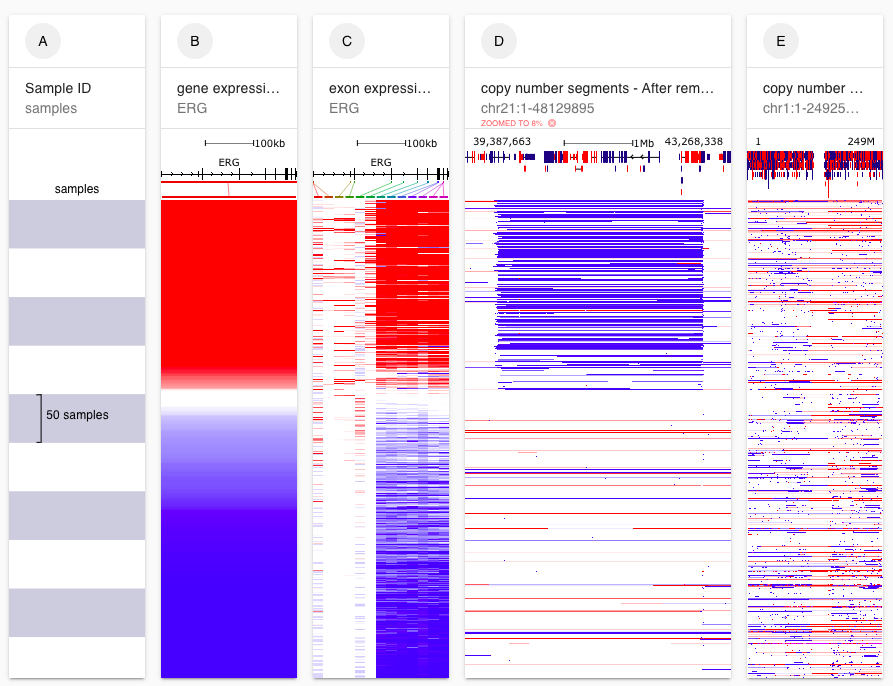 A
Sample ID
samples
samples
50 samples
B
gene expressi…
ERG
100kb
ERG
C
exon expressi…
ERG
100kb
ERG
D
copy number segments - After rem…
chr21:1-48129895
ZOOMED TO 8%
39,387,663
1Mb
43,268,338
E
copy number …
chr1:1-24925…
1
249M